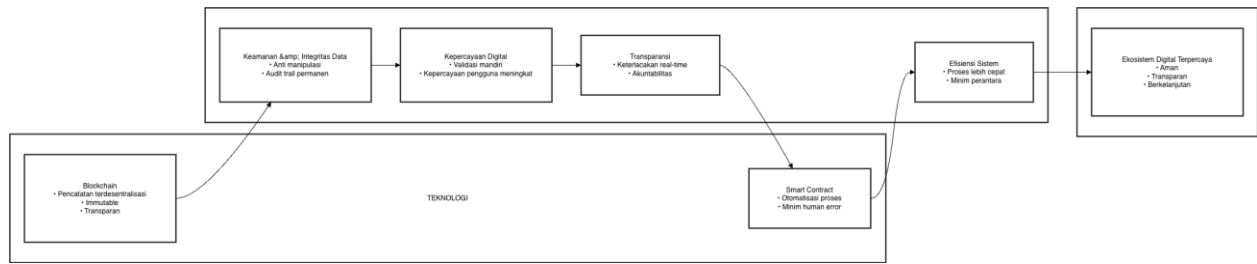 Keamanan &amp; Integritas Data
• Anti manipulasi
• Audit trail permanen
Kepercayaan Digital
• Validasi mandiri
• Kepercayaan pengguna meningkat
Transparansi
• Keterlacakan real-time
• Akuntabilitas
Efisiensi Sistem
• Proses lebih cepat
• Minim perantara
Ekosistem Digital Terpercaya
• Aman
• Transparan
• Berkelanjutan
Blockchain
• Pencatatan terdesentralisasi
• Immutable
• Transparan
TEKNOLOGI
Smart Contract
• Otomatisasi proses
• Minim human error